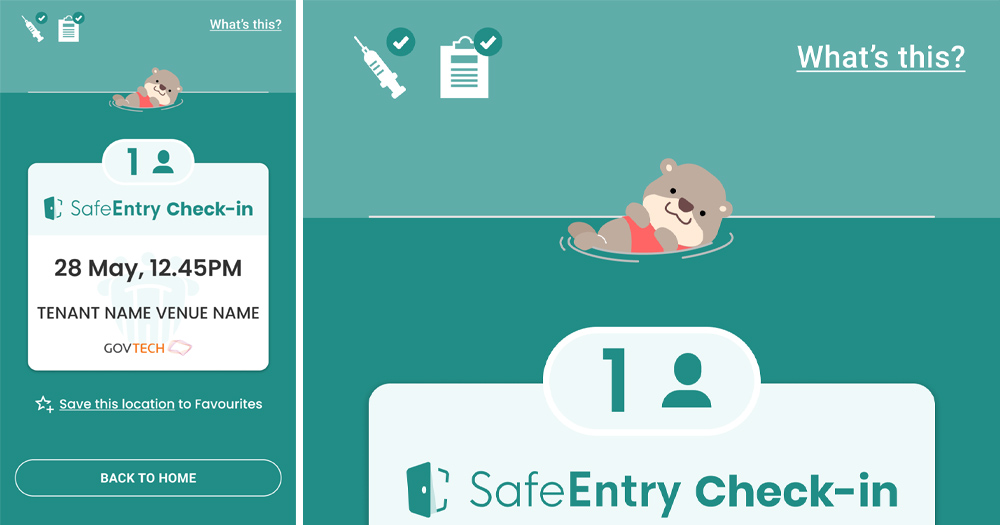 What's this?
1
SafeEntry Check-in
28 May, 12.45PM
TENANT NAME VENUE NAME
GOVTECH
Save this location to Favourites
BACK TO HOME
What's this?
1
SafeEntry Check-in